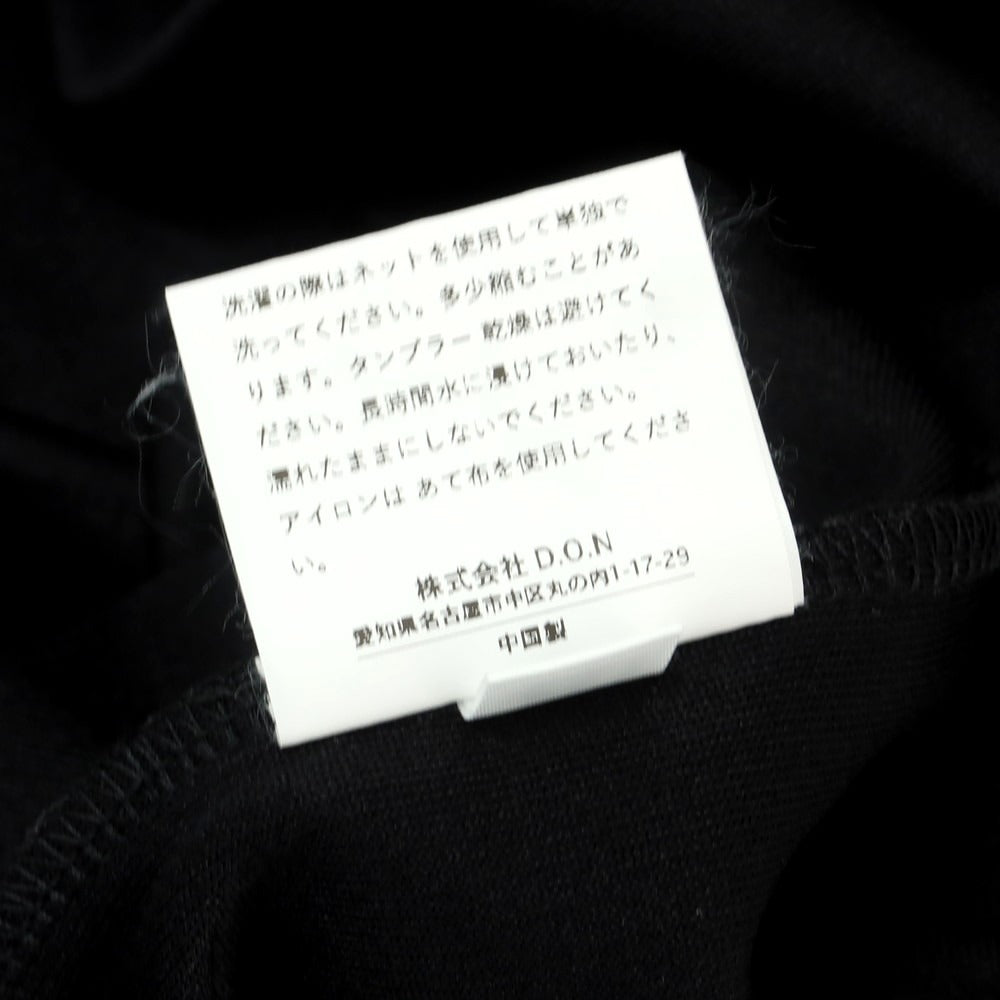 洗濯の際はネットを使用して単独で
洗ってください。多少縮むことがあ
ります。タンブラー 乾燥は避けてく
ださい。長時間水に浸けておいたり、
濡れたままにしないでください。
アイロンは あて布を使用してくださ
い。
株式会社 D.O.N
愛知県名古屋市中区丸の内1-17-29
中国製